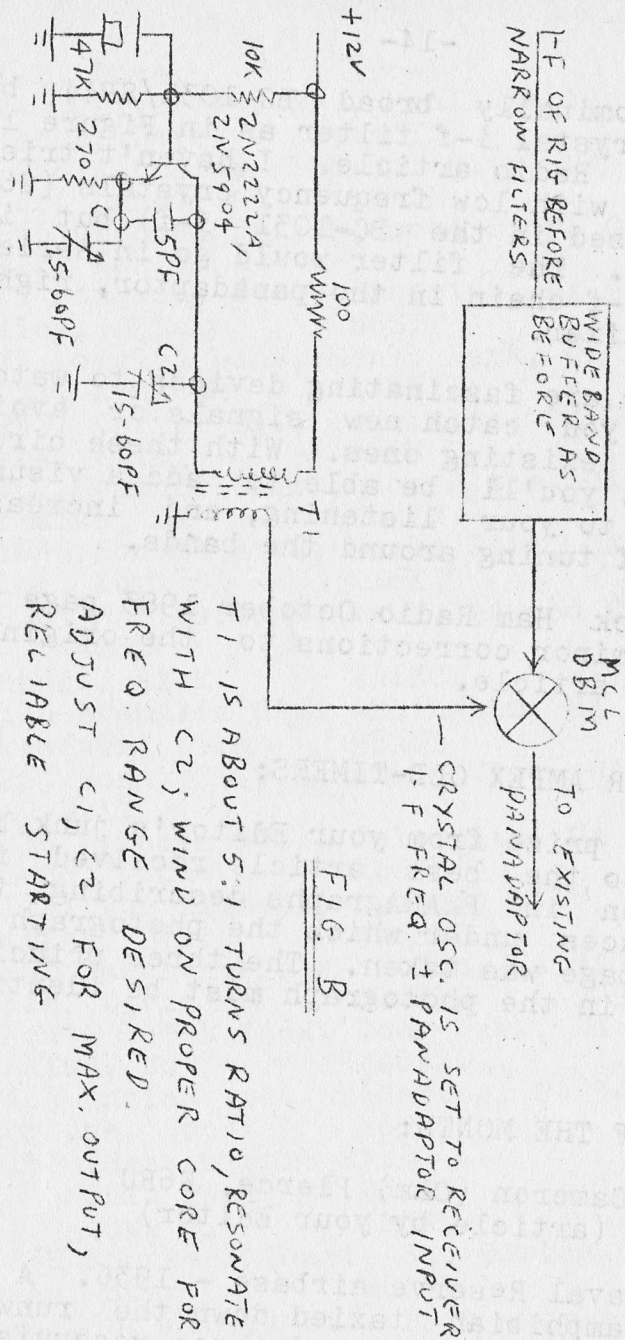 I-F OF RIG BEFORE
NARROW FILTERS
WIDE BAND
BUFFER AS
BEFORE
MCL
DBM
TO EXISTING
PANADAPTOR
CRYSAL OSC. IS SET TO RECEIVER
I-F FREQ ± PANADAPTOR INPUT
+12V
100
T1
10K
2N2222A,
2N5904
5PF
C2
15-60PF
47K
270
C1
15-60PF
FIG. B
T1 IS ABOUT 5 TURNS RATIO, RESONATE
WITH C2; WIND ON PROPER CORE FOR
FREQ RANGE DESIRED
ADJUST C1, C2 FOR MAX. OUTPUT,
RELIABLE STARTING